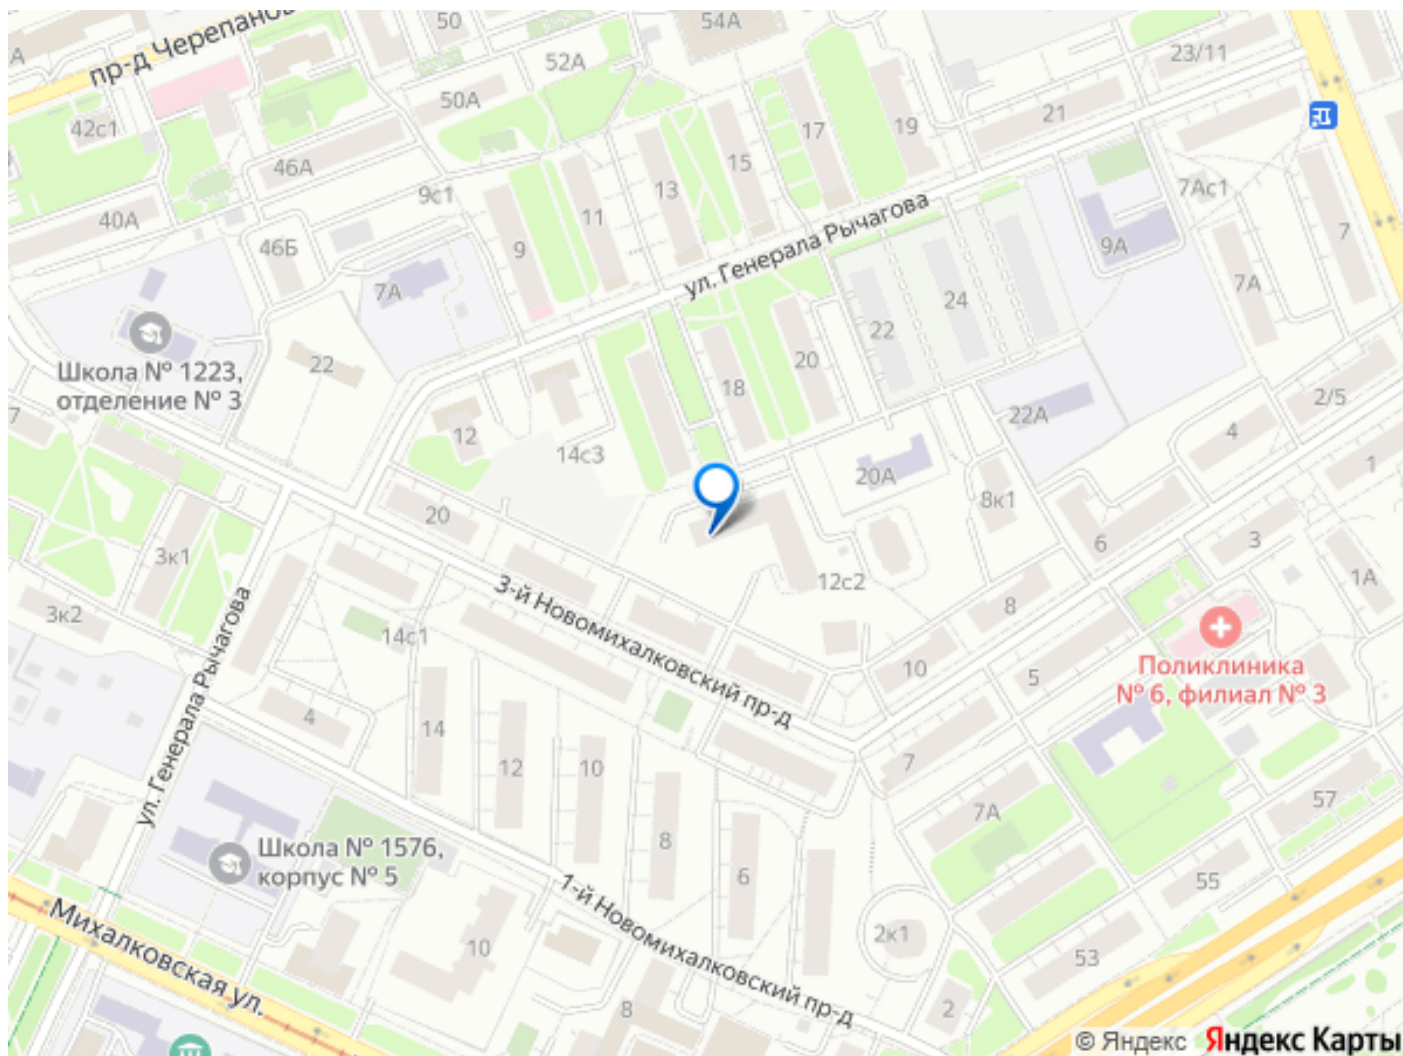 пр-д Черепанов
50
54А
52А
23/11
А
50А
42с1
17
19
21
46А
15
13
9с1
7Ас1
40А
46Б
11
9
ул. Генерала Рычагова
9А
7
7А
7А
24
22
Школа № 1223,
отделение № 3
22
20
18
2/5
7
12
14с3
22А
4
20А
1
8к1
20
6
3
3к1
3-й Новомихалковский пр-д
12с2
1А
8
3к2
14с1
ул. Генерала Рычагова
10
5
Поликлиника
№ 6, филиал № 3
4
14
12
10
7
57
7А
8
Школа № 1576,
корпус № 5
6
55
1-й Новомихалковский пр-д
Михалковская ул.
10
2к1
53
8
2
© Яндекс Яндекс Карты